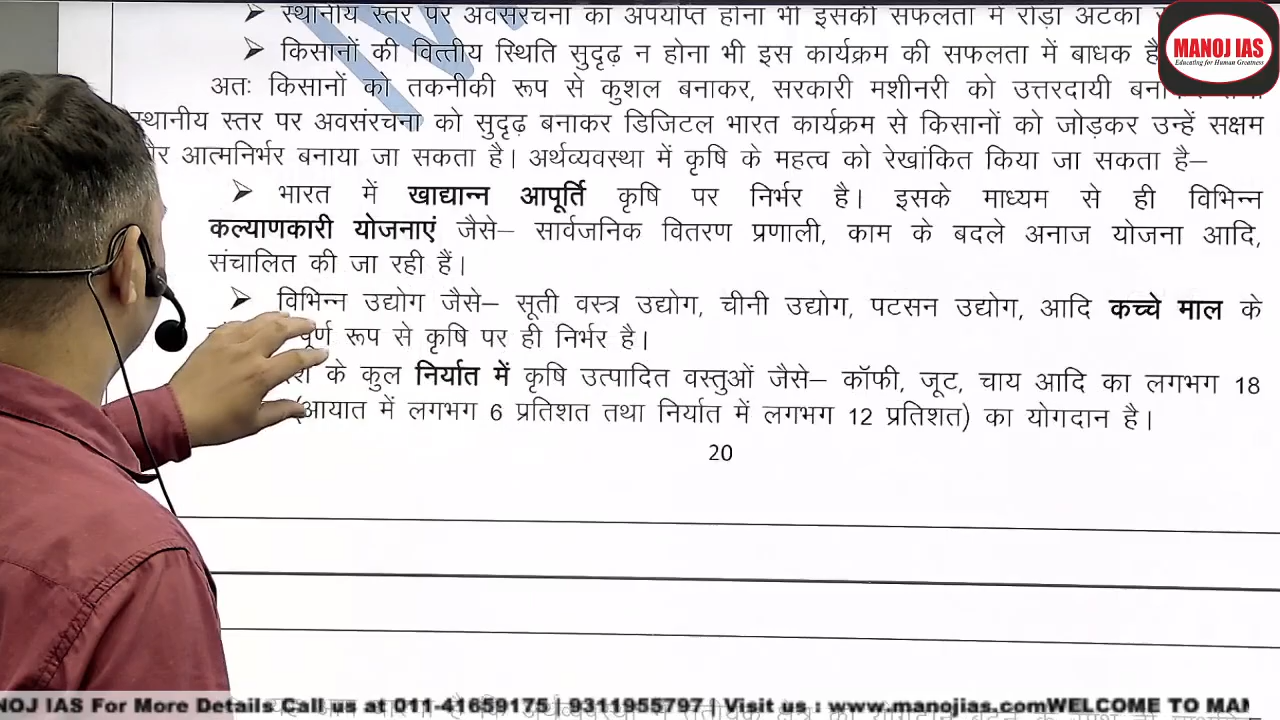 ➤ स्थानीय स्तर पर अवसंरचना का अपर्याप्त होना भी इसकी सफलता में रोड़ा अटका
➤ किसानों की वित्तीय स्थिति सुदृढ़ न होना भी इस कार्यक्रम की सफलता में बाधक है
अतः किसानों को तकनीकी रूप से कुशल बनाकर, सरकारी मशीनरी को उत्तरदायी
स्थानीय स्तर पर अवसंरचना को सुदृढ़ बनाकर डिजिटल भारत कार्यक्रम से किसानों को जोड़कर उन्हें सक्षम
आत्मनिर्भर बनाया जा सकता है। अर्थव्यवस्था में कृषि के महत्व को रेखांकित किया जा सकता है–
➤ भारत में खाद्यान्न आपूर्ति कृषि पर निर्भर है। इसके माध्यम से ही विभिन्न
कल्याणकारी योजनाएं जैसे– सार्वजनिक वितरण प्रणाली, काम के बदले अनाज योजना आदि,
संचालित की जा रही हैं।
➤ विभिन्न उद्योग जैसे– सूती वस्त्र उद्योग, चीनी उद्योग, पटसन उद्योग, आदि कच्चे माल के
रूप से कृषि पर ही निर्भर है।
के कुल निर्यात में कृषि उत्पादित वस्तुओं जैसे– कॉफी, जूट, चाय आदि का लगभग 18
(आयात में लगभग 6 प्रतिशत तथा निर्यात में लगभग 12 प्रतिशत) का योगदान है।
20
MANOJ IAS
Educating for Human Greatness
NOJ IAS For More Details Call us at 011-41659175 | 9311955797 | Visit us : www.manojias.comWELCOME TO MAN